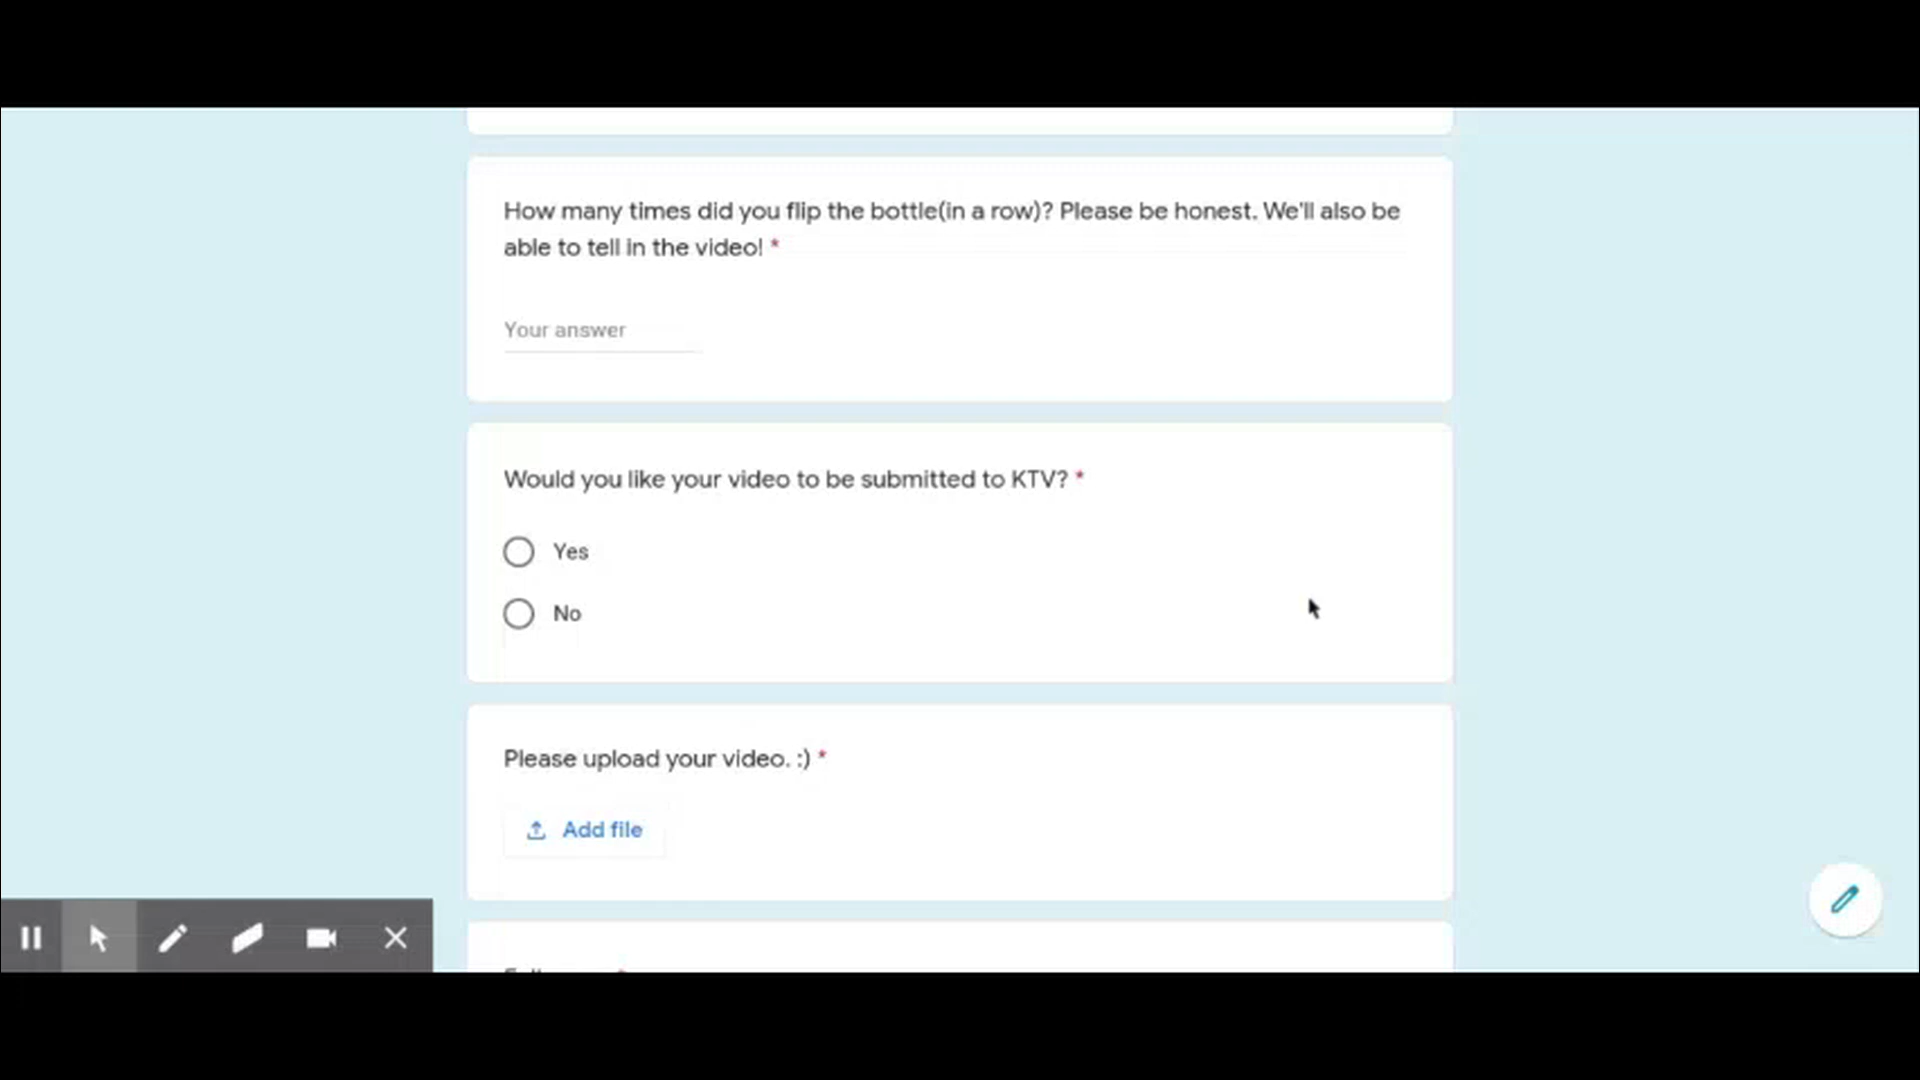 How many times did you flip the bottle(in a row)? Please be honest. We'll also be
able to tell in the video! *
Your answer
Would you like your video to be submitted to KTV? *
Yes
No
Please upload your video. :) *
Add file